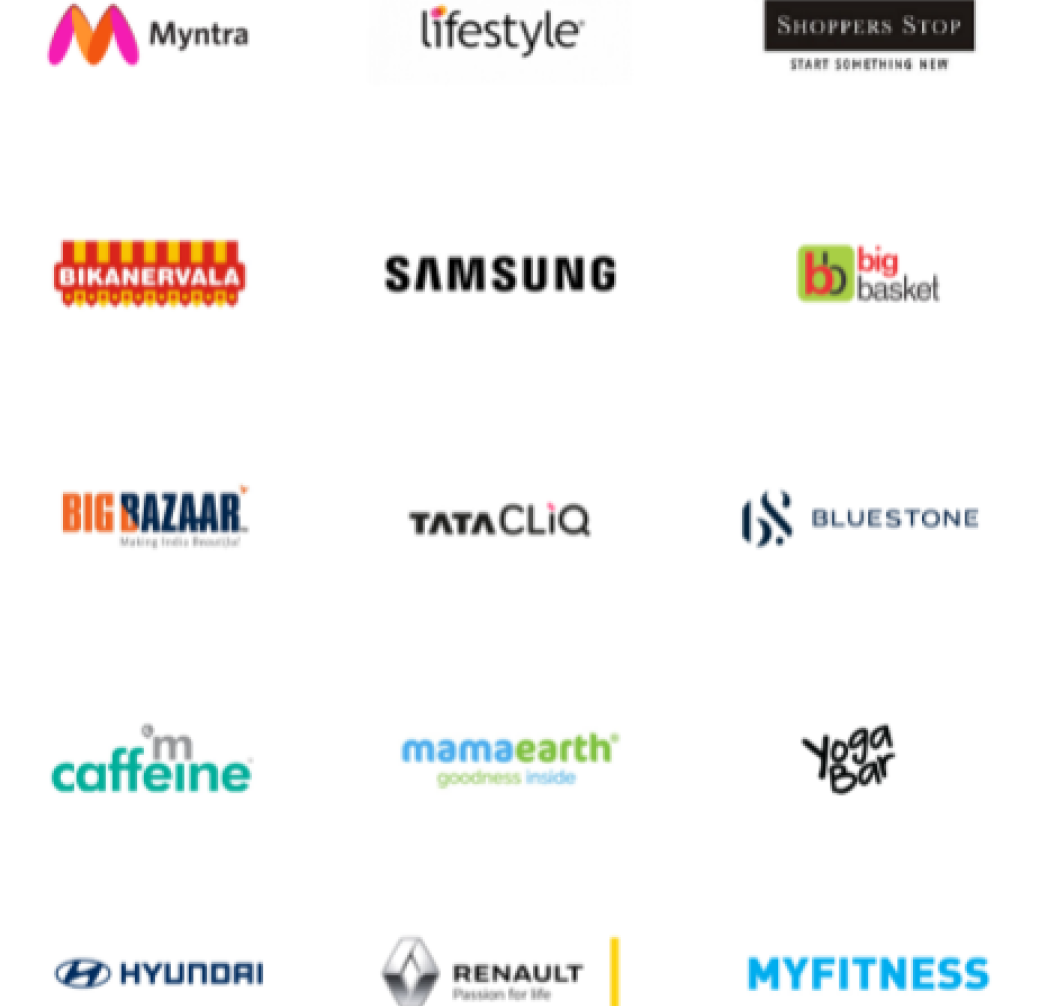 Myntra
lifestyle
SHOPPERS STOP
START SOMETHING NEW
BIKANERVALA
SAMSUNG
bb big
basket
BIG BAZAAR
Making India Beautiful
TATA CLiQ
BLUESTONE
'm
caffeine
mamaearth®
goodness inside
Yoga
Bar
HYUNDAI
RENAULT
Passion for life
MYFITNESS